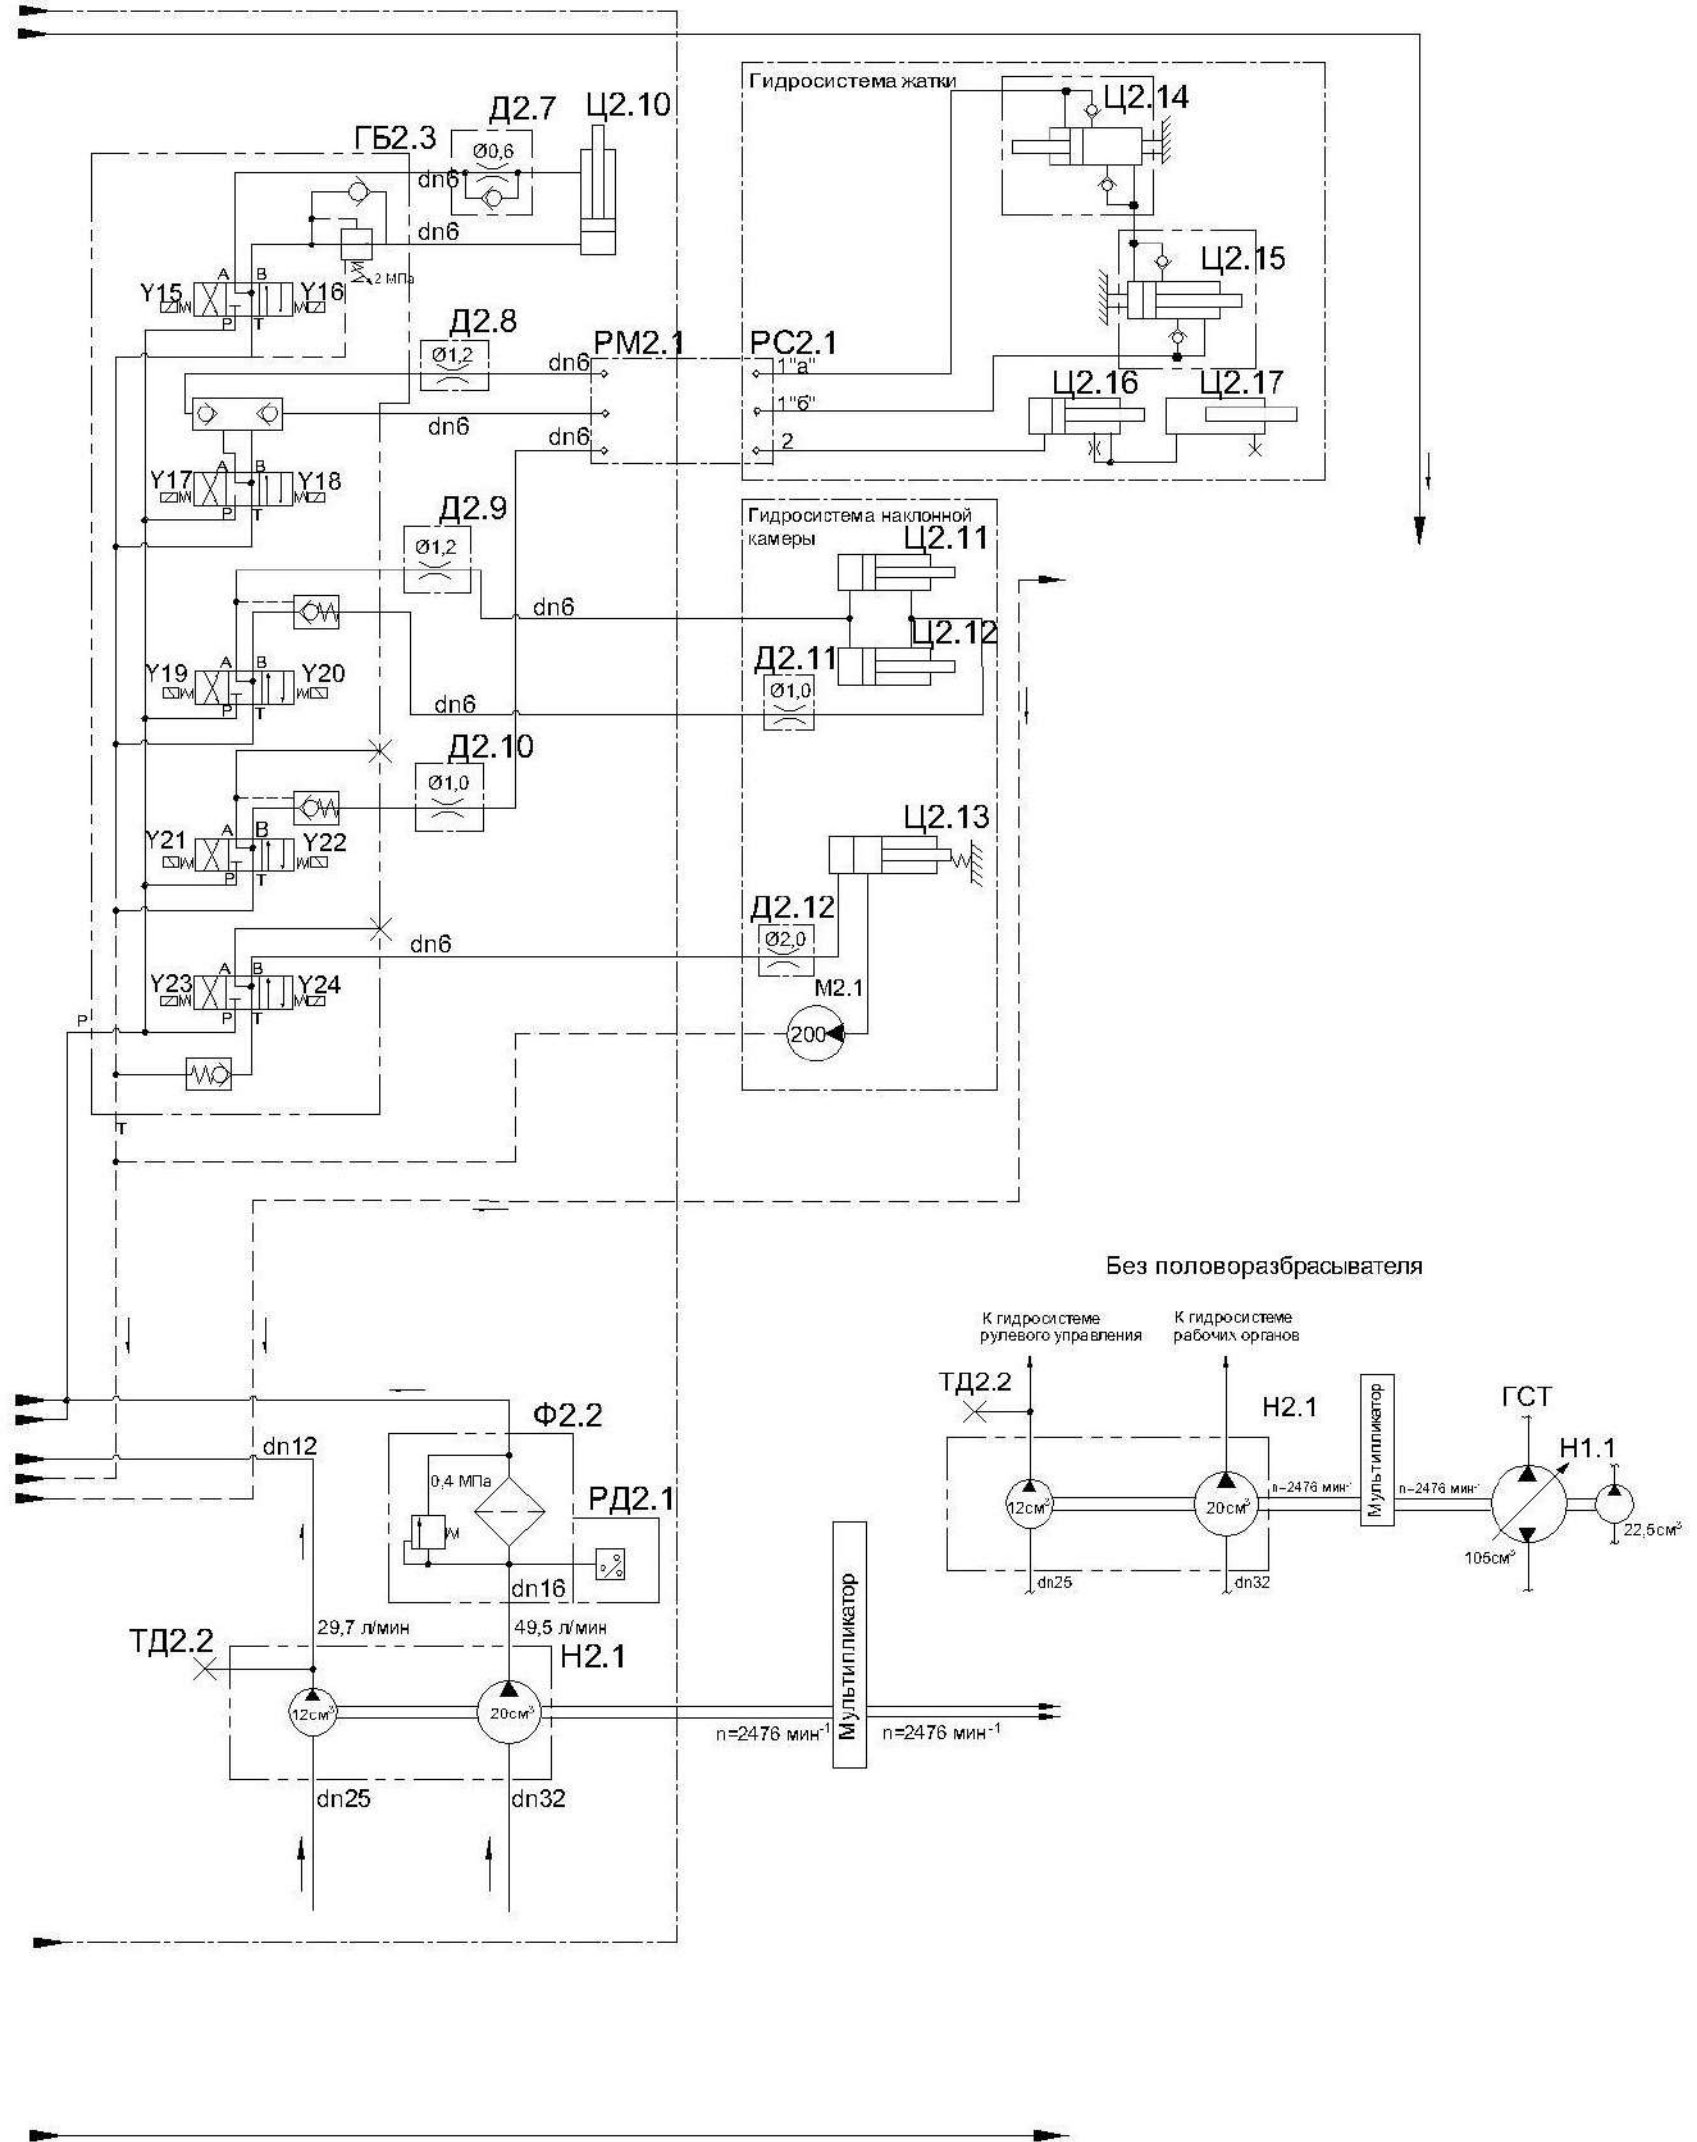 Гидросистема жатки
Ц2.14
Д2.7
Ц2.10
ГБ2.3
Ø0,6
dn6
dn6
2 МПа
Ц2.15
A B
Y15
Y16
P T
Д2.8
Ø1,2
dn6
РМ2.1
РС2.1
1"а"
1"б"
2
Ц2.16
Ц2.17
dn6
dn6
A B
Y17
Y18
P T
Д2.9
Ø1,2
Гидросистема наклонной
камеры
Ц2.11
dn6
Ц2.12
Д2.11
Ø1,0
A B
Y19
Y20
P T
dn6
Д2.10
Ø1,0
Ц2.13
A B
Y21
Y22
P T
Д2.12
Ø2,0
dn6
A B
Y23
Y24
P T
М2.1
200
P
T
Без половоразбрасывателя
К гидросистеме
рулевого управления
К гидросистеме
рабочих органов
ТД2.2
Н2.1
Мультипликатор
ГСТ
Н1.1
12см³
20см³
n=2476 мин⁻¹
n=2476 мин⁻¹
105см³
22,5см³
dn25
dn32
Ф2.2
dn12
0,4 МПа
РД2.1
dn16
29,7 л/мин
49,5 л/мин
ТД2.2
Н2.1
12см³
20см³
Мультипликатор
n=2476 мин⁻¹
n=2476 мин⁻¹
dn25
dn32